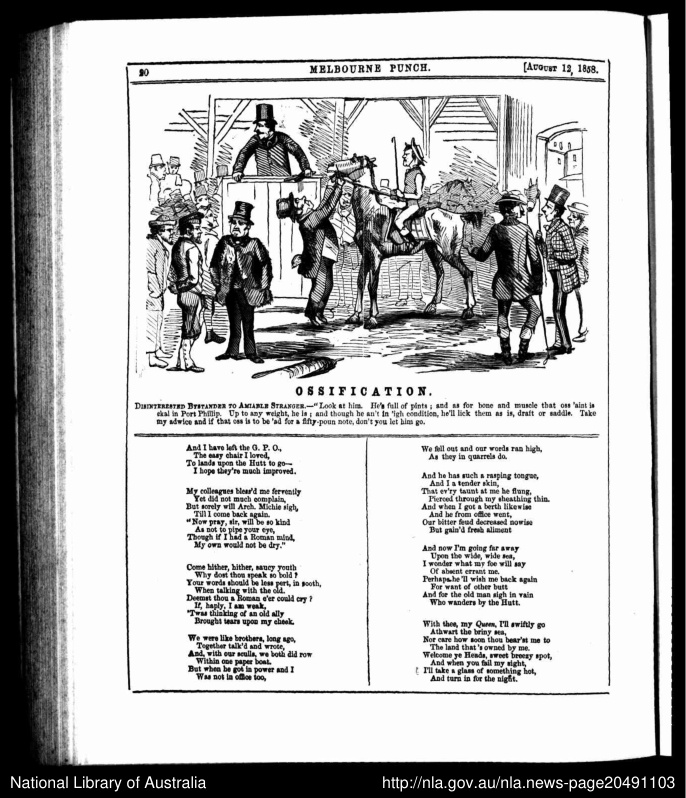 20
MELBOURNE PUNCH.
[AUGUST 12, 1858.
OSSIFICATION.
DISINTERESTED BYSTANDER TO AMIABLE STRANGER.—"Look at him. He's full of pints; and as for bone and muscle that oss 'aint is
ekal in Port Phillip. Up to any weight, he is; and though he an't in 'igh condition, he'll lick them as is, draft or saddle. Take
my adwice and if that oss is to be 'ad for a fifty-poun note, don't you let him go.
And I have left the G. P. O.,
The easy chair I loved,
To lands upon the Hutt to go—
I hope they're much improved.
My colleagues bless'd me fervently
Yet did not much complain,
But sorely will Arch. Michie sigh,
Till I come back again.
"Now pray, sir, will be so kind
As not to pipe your eye,
Though if I had a Roman mind,
My own would not be dry."
Come hither, hither, saucy youth
Why dost thou speak so bold?
Your words should be less pert, in sooth,
When talking with the old.
Deemst thou a Roman e'er could cry?
If, haply, I am weak,
'Twas thinking of an old ally
Brought tears upon my cheek.
We were like brothers, long ago,
Together talk'd and wrote,
And, with our sculls, we both did row
Within one paper boat.
But when he got in power and I
Was not in office too,
We fell out and our words ran high,
As they in quarrels do.
And he has such a rasping tongue,
And I a tender skin,
That ev'ry taunt at me he flung,
Pierced through my sheathing thin.
And when I got a berth likewise
And he from office went,
Our bitter feud decreased nowise
But gain'd fresh aliment
And now I'm going far away
Upon the wide, wide sea,
I wonder what my foe will say
Of absent errant me.
Perhaps he'll wish me back again
For want of other butt
And for the old man sigh in vain
Who wanders by the Hutt.
With thee, my Queen, I'll swiftly go
Athwart the briny sea,
Nor care how soon thou bear'st me to
The land that's owned by me.
Welcome ye Heads, sweet breezy spot,
And when you fail my sight,
I'll take a glass of something hot,
And turn in for the night.
National Library of Australia
http://nla.gov.au/nla.news-page20491103